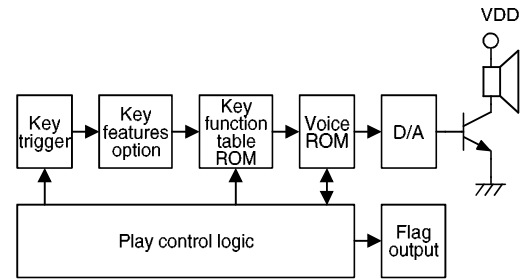 VDD
Key
trigger
Key
features
option
Key
function
table
ROM
Voice
ROM
D/A
Play control logic
Flag
output